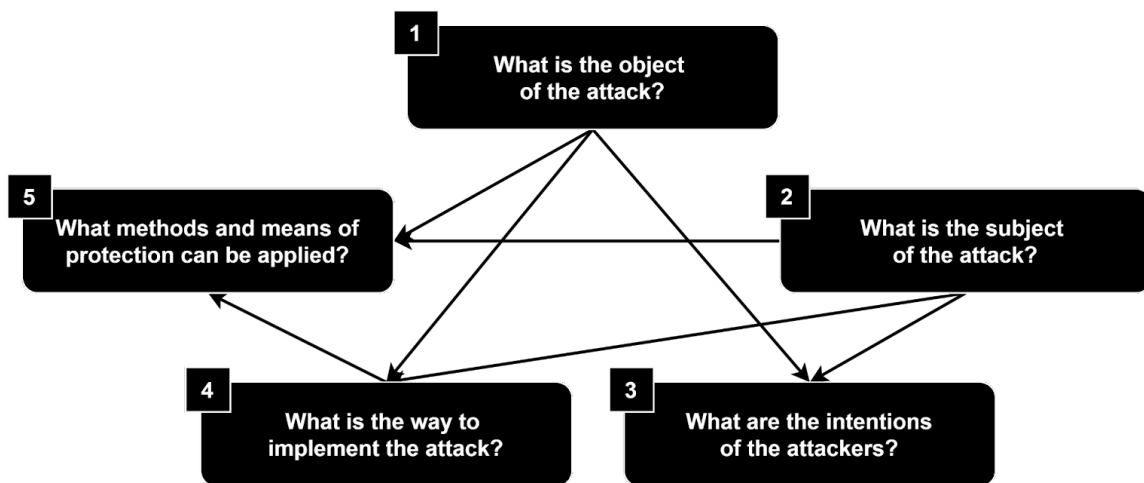 1
What is the object
of the attack?
5
What methods and means of
protection can be applied?
2
What is the subject
of the attack?
4
What is the way to
implement the attack?
3
What are the intentions
of the attackers?